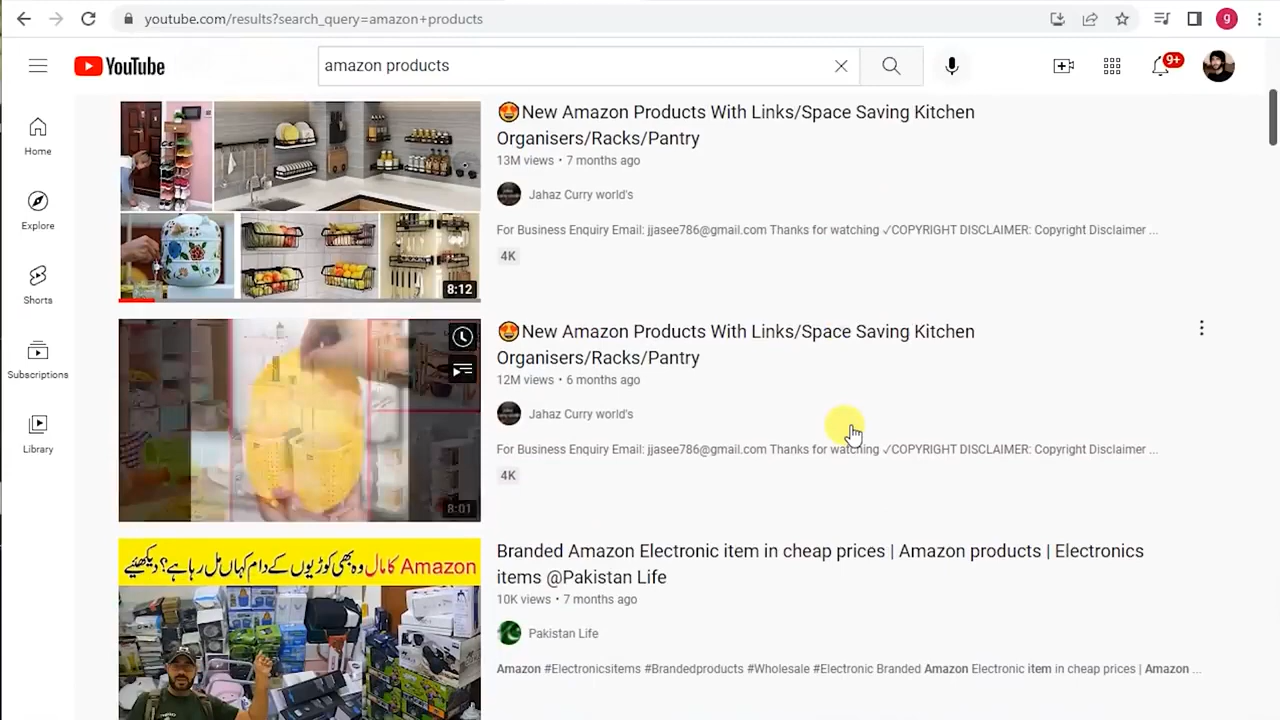 youtube.com/results?search_query=amazon+products
g
YouTube
amazon products
9+
Home
Explore
Shorts
Subscriptions
Library
8:12
🤩New Amazon Products With Links/Space Saving Kitchen
Organisers/Racks/Pantry
13M views • 7 months ago
Jahaz Curry world's
For Business Enquiry Email: jjasee786@gmail.com Thanks for watching ✓COPYRIGHT DISCLAIMER: Copyright Disclaimer ...
4K
8:01
🤩New Amazon Products With Links/Space Saving Kitchen
Organisers/Racks/Pantry
12M views • 6 months ago
Jahaz Curry world's
For Business Enquiry Email: jjasee786@gmail.com Thanks for watching ✓COPYRIGHT DISCLAIMER: Copyright Disclaimer ...
4K
Amazon کا مال وہ بھی کوڑیوں کے دام کہاں مل رہا ہے؟ دیکھئیے
Branded Amazon Electronic item in cheap prices | Amazon products | Electronics
items @Pakistan Life
10K views • 7 months ago
Pakistan Life
Amazon #Electronicsitems #Brandedproducts #Wholesale #Electronic Branded Amazon Electronic item in cheap prices | Amazon ...